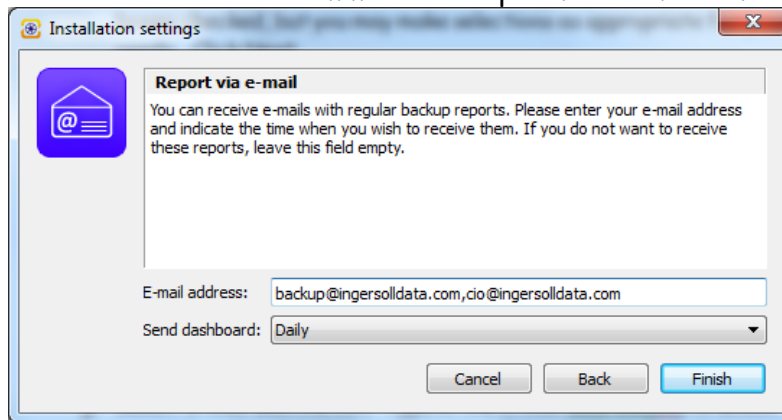 Installation settings
Report via e-mail
You can receive e-mails with regular backup reports. Please enter your e-mail address
and indicate the time when you wish to receive them. If you do not want to receive
these reports, leave this field empty.
E-mail address: backup@ingersolldata.com,cio@ingersolldata.com
Send dashboard: Daily
Cancel Back Finish